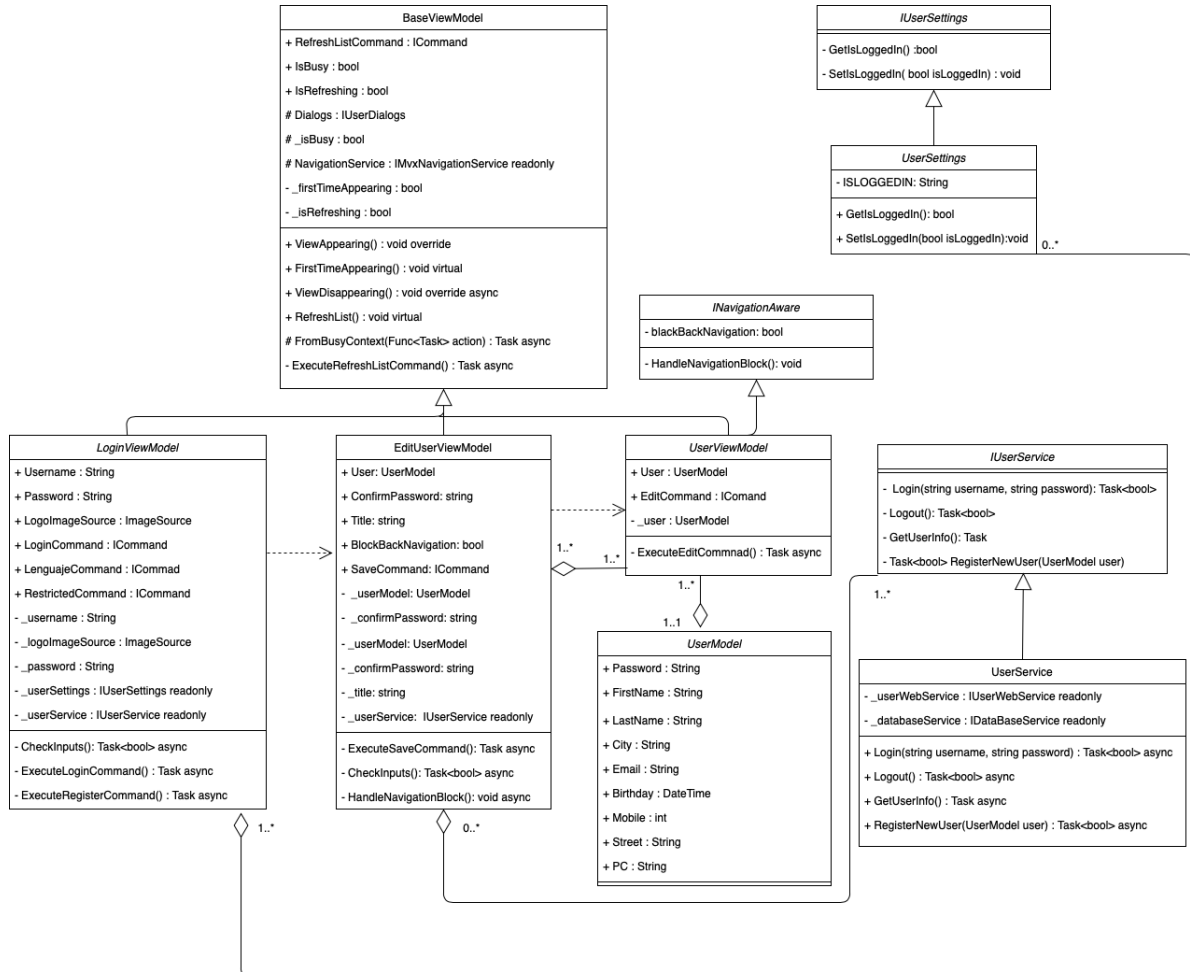 BaseViewModel
+ RefreshListCommand : ICommand
+ IsBusy : bool
+ IsRefreshing : bool
# Dialogs : IUserDialogs
# _isBusy : bool
# NavigationService : IMvxNavigationService readonly
- _firstTimeAppearing : bool
- _isRefreshing : bool
+ ViewAppearing() : void override
+ FirstTimeAppearing() : void virtual
+ ViewDisappearing() : void override async
+ RefreshList() : void virtual
# FromBusyContext(Func<Task> action) : Task async
- ExecuteRefreshListCommand() : Task async
IUserSettings
- GetIsLoggedIn() :bool
- SetIsLoggedIn( bool isLoggedIn) : void
UserSettings
- ISLOGGEDIN: String
+ GetIsLoggedIn(): bool
+ SetIsLoggedIn(bool isLoggedIn):void
0..*
INavigationAware
- blackBackNavigation: bool
- HandleNavigationBlock(): void
LoginViewModel
+ Username : String
+ Password : String
+ LogoImageSource : ImageSource
+ LoginCommand : ICommand
+ LenguajeCommand : ICommad
+ RestrictedCommand : ICommand
- _username : String
- _logoImageSource : ImageSource
- _password : String
- _userSettings : IUserSettings readonly
- _userService : IUserService readonly
- CheckInputs(): Task<bool> async
- ExecuteLoginCommand() : Task async
- ExecuteRegisterCommand() : Task async
1..*
EditUserViewModel
+ User: UserModel
+ ConfirmPassword: string
+ Title: string
+ BlockBackNavigation: bool
+ SaveCommand: ICommand
- _userModel: UserModel
- _confirmPassword: string
- _userModel: UserModel
- _confirmPassword: string
- _title: string
- _userService: IUserService readonly
- ExecuteSaveCommand(): Task async
- CheckInputs(): Task<bool> async
- HandleNavigationBlock(): void async
0..*
1..*
1..*
UserViewModel
+ User : UserModel
+ EditCommand : IComand
- _user : UserModel
- ExecuteEditCommnad() : Task async
1..*
1..1
UserModel
+ Password : String
+ FirstName : String
+ LastName : String
+ City : String
+ Email : String
+ Birthday : DateTime
+ Mobile : int
+ Street : String
+ PC : String
IUserService
- Login(string username, string password): Task<bool>
- Logout(): Task<bool>
- GetUserInfo(): Task
- Task<bool> RegisterNewUser(UserModel user)
1..*
UserService
- _userWebService : IUserWebService readonly
- _databaseService : IDataBaseService readonly
+ Login(string username, string password) : Task<bool> async
+ Logout() : Task<bool> async
+ GetUserInfo() : Task async
+ RegisterNewUser(UserModel user) : Task<bool> async